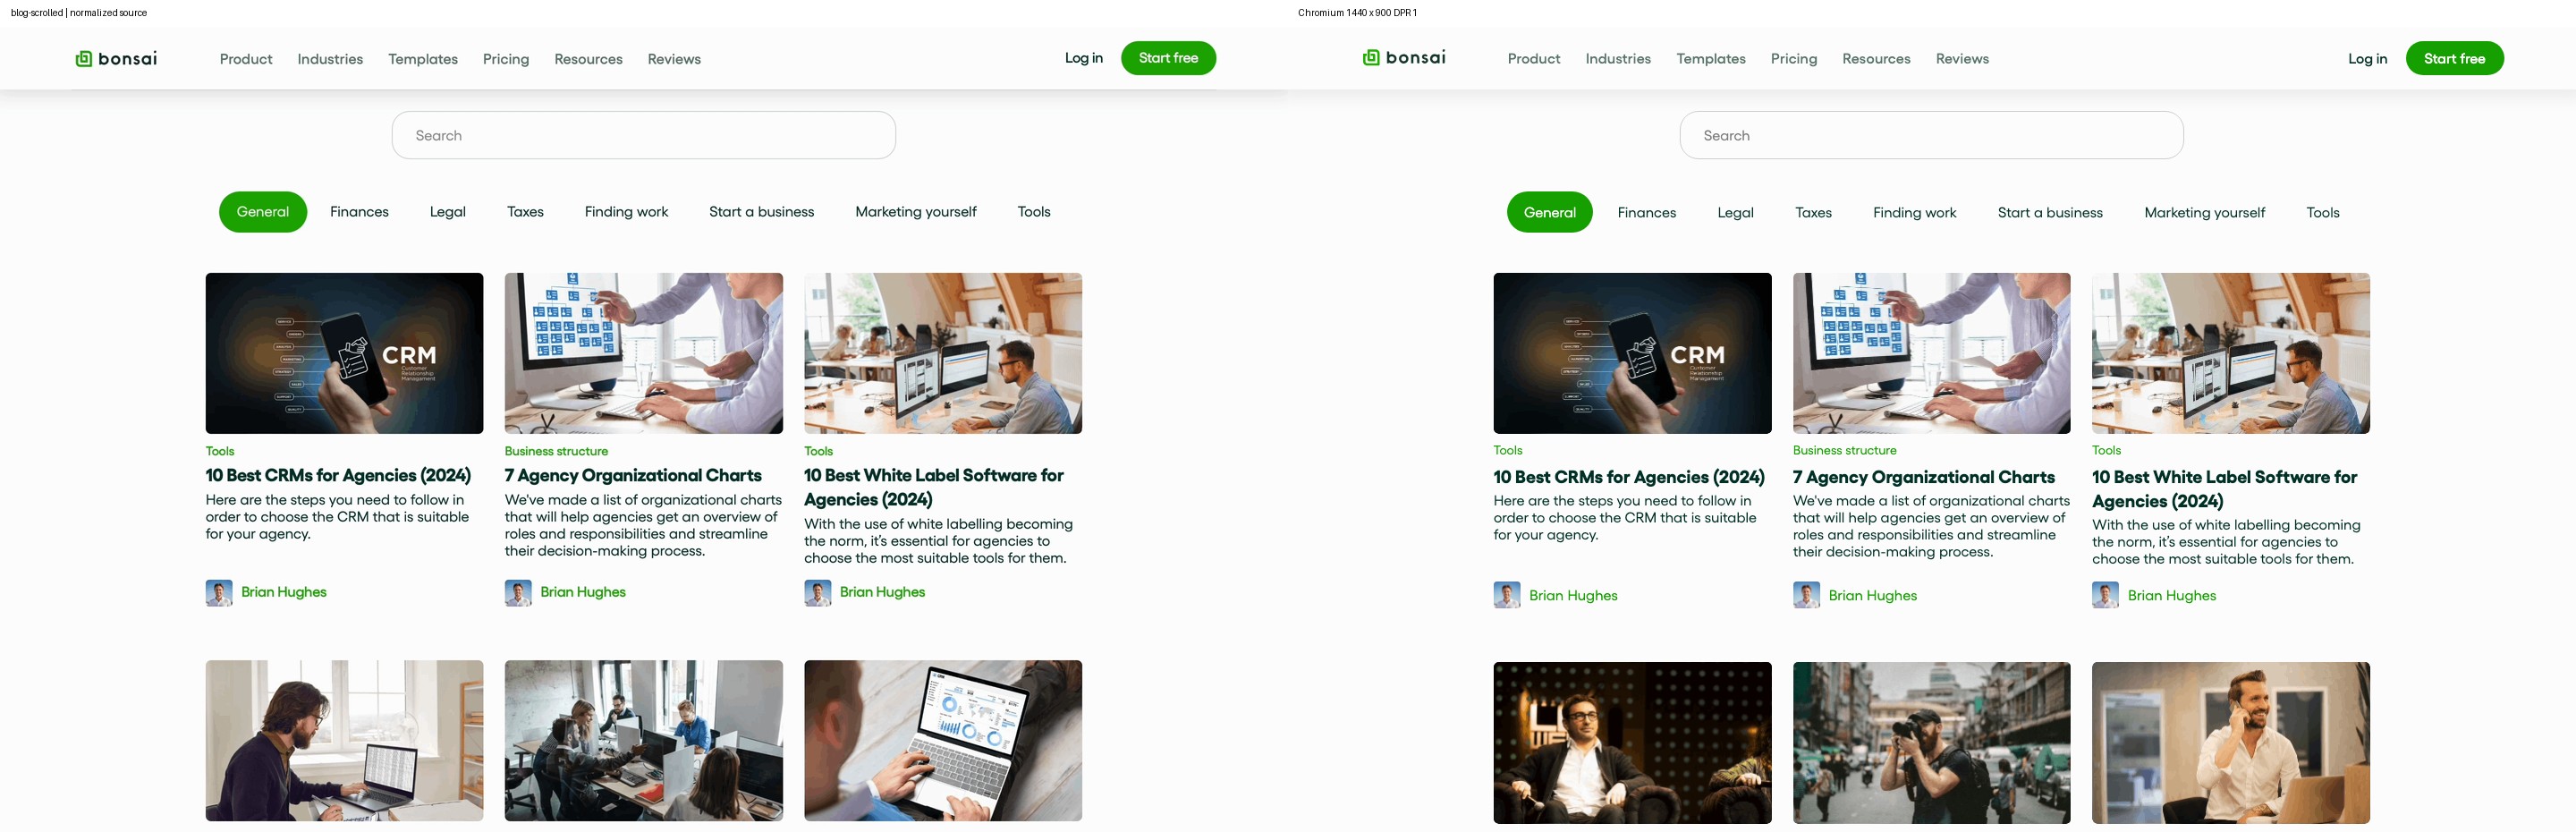 blog-scrolled | normalized source
Chromium 1440 x 900 DPR 1
bonsai
Product Industries Templates Pricing Resources Reviews
Log in Start free
Search
General Finances Legal Taxes Finding work Start a business Marketing yourself Tools
CRM
Customer
Relationship
Management
Tools
10 Best CRMs for Agencies (2024)
Here are the steps you need to follow in
order to choose the CRM that is suitable
for your agency.
Brian Hughes
Business structure
7 Agency Organizational Charts
We've made a list of organizational charts
that will help agencies get an overview of
roles and responsibilities and streamline
their decision-making process.
Brian Hughes
Tools
10 Best White Label Software for
Agencies (2024)
With the use of white labelling becoming
the norm, it's essential for agencies to
choose the most suitable tools for them.
Brian Hughes
bonsai
Product Industries Templates Pricing Resources Reviews
Log in Start free
Search
General Finances Legal Taxes Finding work Start a business Marketing yourself Tools
CRM
Customer
Relationship
Management
Tools
10 Best CRMs for Agencies (2024)
Here are the steps you need to follow in
order to choose the CRM that is suitable
for your agency.
Brian Hughes
Business structure
7 Agency Organizational Charts
We've made a list of organizational charts
that will help agencies get an overview of
roles and responsibilities and streamline
their decision-making process.
Brian Hughes
Tools
10 Best White Label Software for
Agencies (2024)
With the use of white labelling becoming
the norm, it's essential for agencies to
choose the most suitable tools for them.
Brian Hughes